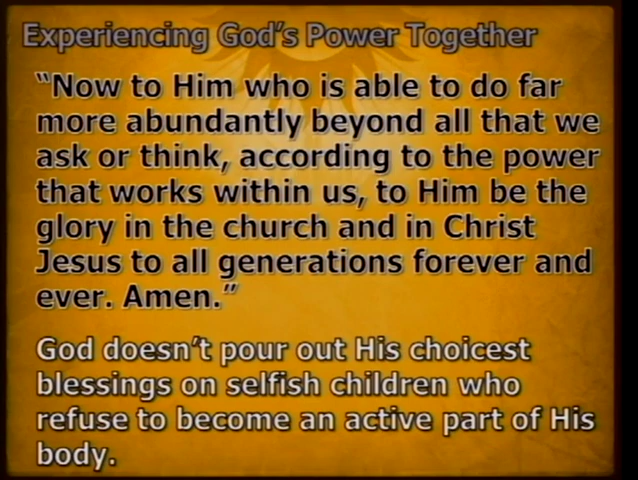 Experiencing God's Power Together
“Now to Him who is able to do far
more abundantly beyond all that we
ask or think, according to the power
that works within us, to Him be the
glory in the church and in Christ
Jesus to all generations forever and
ever. Amen.”
God doesn't pour out His choicest
blessings on selfish children who
refuse to become an active part of His
body.